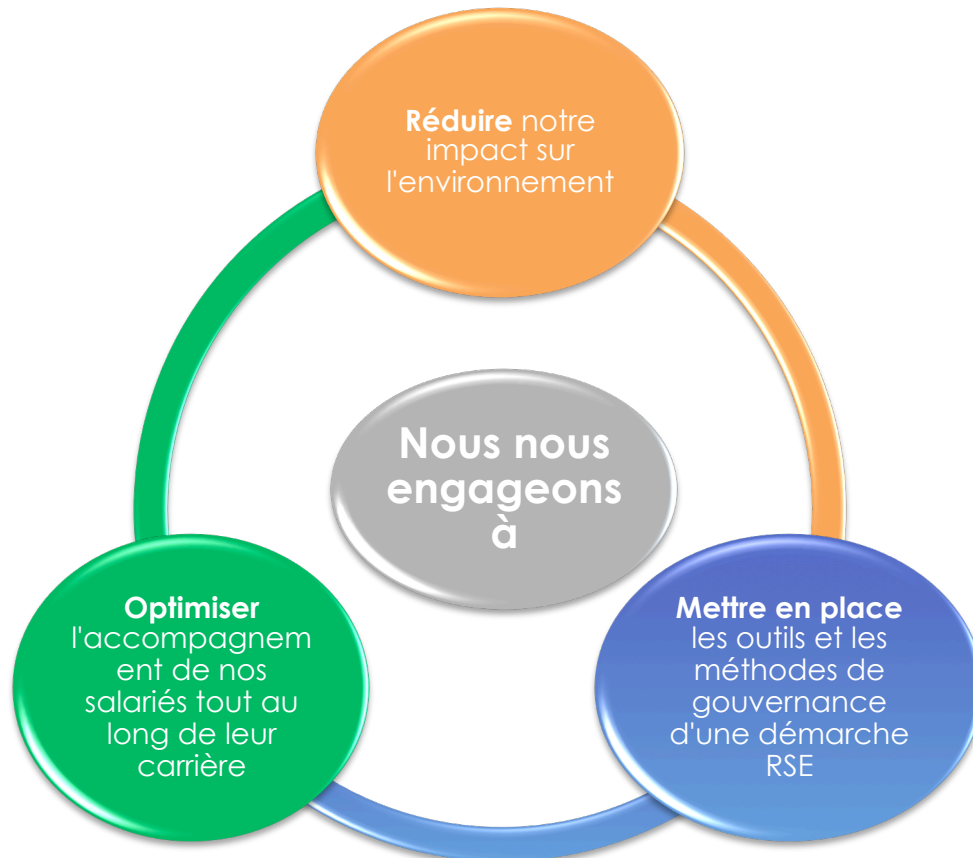 Réduire notre
impact sur
l'environnement
Nous nous
engageons
à
Optimiser
l'accompagnem
ent de nos
salariés tout au
long de leur
carrière
Mettre en place
les outils et les
méthodes de
gouvernance
d'une démarche
RSE